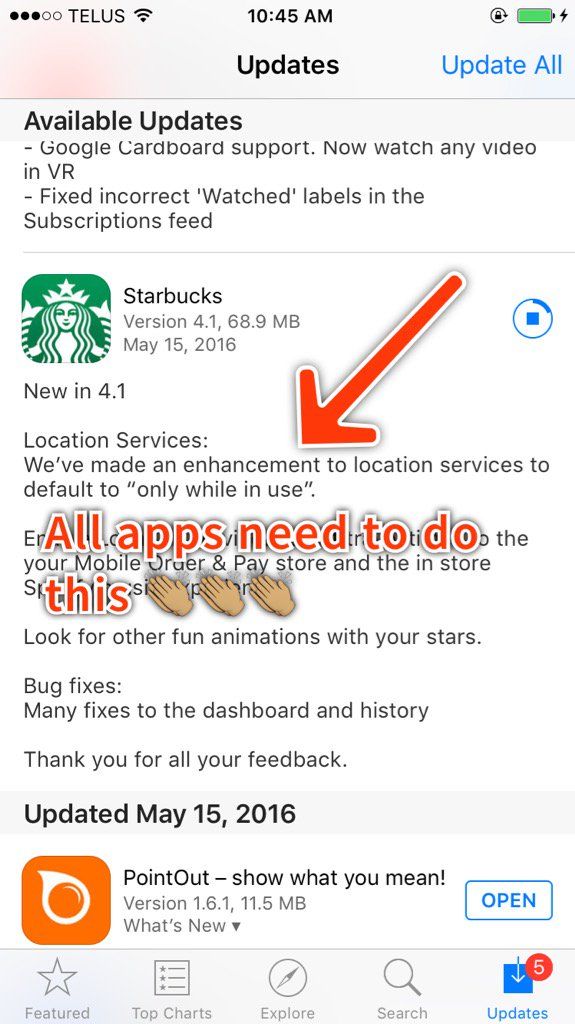 TELUS 10:45 AM
Updates Update All
Available Updates
- Google Cardboard support. Now watch any video
in VR
- Fixed incorrect 'Watched' labels in the
Subscriptions feed
Starbucks
Version 4.1, 68.9 MB
May 15, 2016
New in 4.1
Location Services:
We've made an enhancement to location services to
default to “only while in use”.
All apps need to do
this 👏🏽👏🏽👏🏽
the
your Mobile Order & Pay store and the in store
Look for other fun animations with your stars.
Bug fixes:
Many fixes to the dashboard and history
Thank you for all your feedback.
Updated May 15, 2016
PointOut – show what you mean!
Version 1.6.1, 11.5 MB
What's New ▾
OPEN
5
Featured Top Charts Explore Search Updates